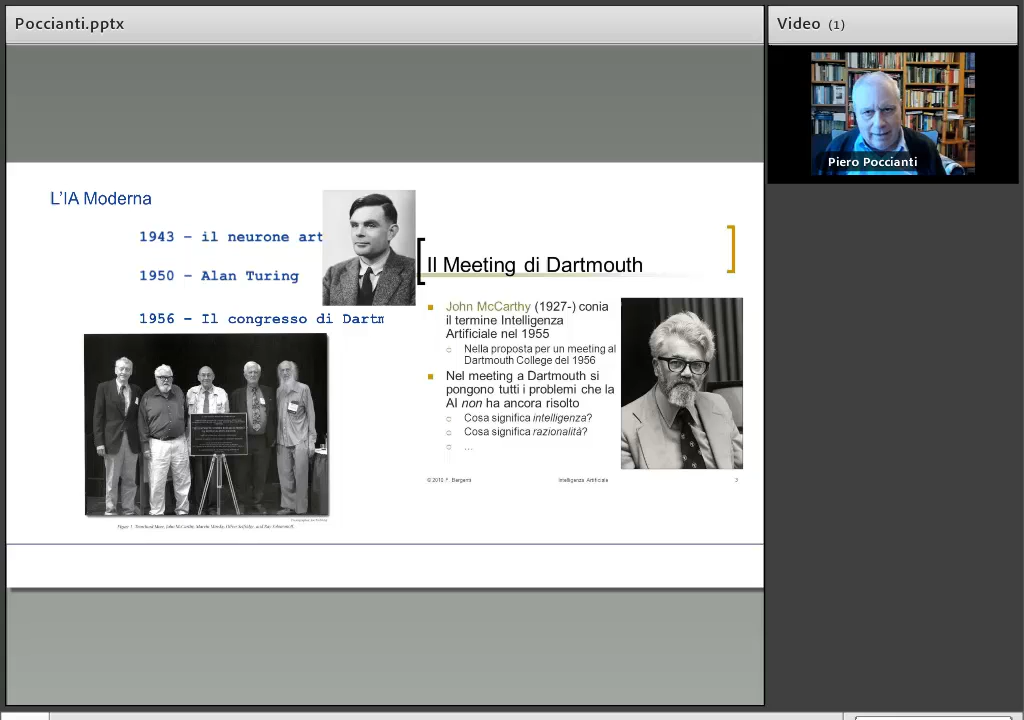 Poccianti.pptx
Video (1)
Piero Poccianti
L'IA Moderna
1943 – il neurone art
1950 – Alan Turing
1956 – Il congresso di Dartm
Il Meeting di Dartmouth
John McCarthy (1927-) conia
il termine Intelligenza
Artificiale nel 1955
Nella proposta per un meeting al
Dartmouth College del 1956
Nel meeting a Dartmouth si
pongono tutti i problemi che la
AI non ha ancora risolto
Cosa significa intelligenza?
Cosa significa razionalità?
...
Intelligenza Artificiale
3